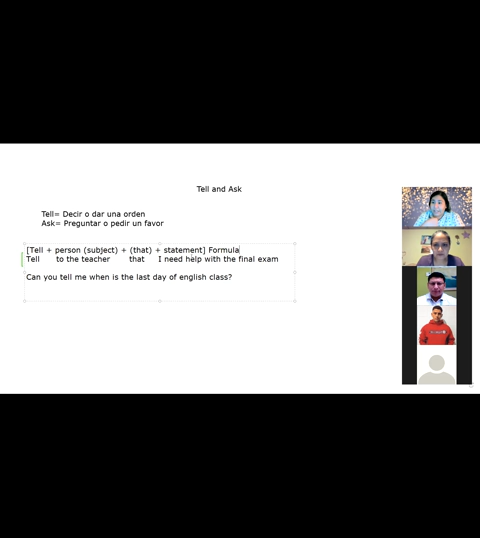 Tell and Ask
Tell= Decir o dar una orden
Ask= Preguntar o pedir un favor
[Tell + person (subject) + (that) + statement] Formula
Tell to the teacher that I need help with the final exam
Can you tell me when is the last day of english class?